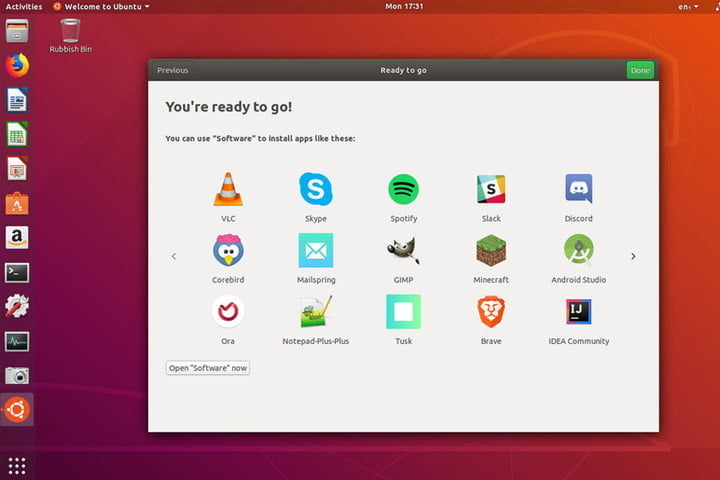 Activities
Welcome to Ubuntu
Mon 17:31
en₁
Rubbish Bin
Previous
Ready to go
Done
You're ready to go!
You can use "Software" to install apps like these:
VLC
Skype
Spotify
Slack
Discord
Corebird
Mailspring
GIMP
Minecraft
Android Studio
Ora
Notepad-Plus-Plus
Tusk
Brave
IDEA Community
Open "Software" now